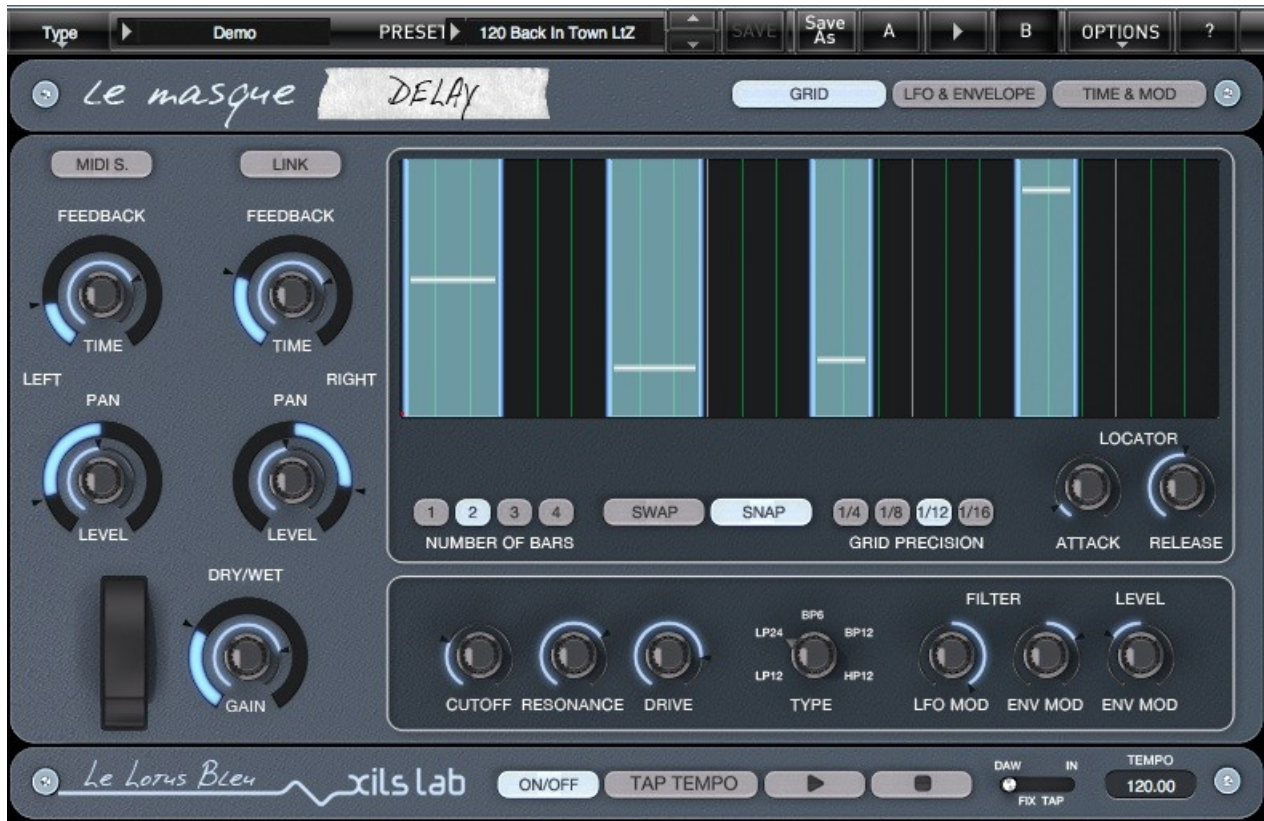 Type Demo PRESET 120 Back In Town LtZ SAVE Save As A B OPTIONS ?
Le masque DELAY GRID LFO & ENVELOPE TIME & MOD
MIDI S. LINK
FEEDBACK FEEDBACK
TIME TIME
LEFT RIGHT
PAN PAN
LEVEL LEVEL
LOCATOR
1 2 3 4 SWAP SNAP 1/4 1/8 1/12 1/16
NUMBER OF BARS GRID PRECISION ATTACK RELEASE
DRY/WET
GAIN
FILTER LEVEL
BP6
LP24 BP12
LP12 HP12
CUTOFF RESONANCE DRIVE TYPE LFO MOD ENV MOD ENV MOD
Le Lotus Bleu xils lab ON/OFF TAP TEMPO
DAW IN
FIX TAP
TEMPO
120.00